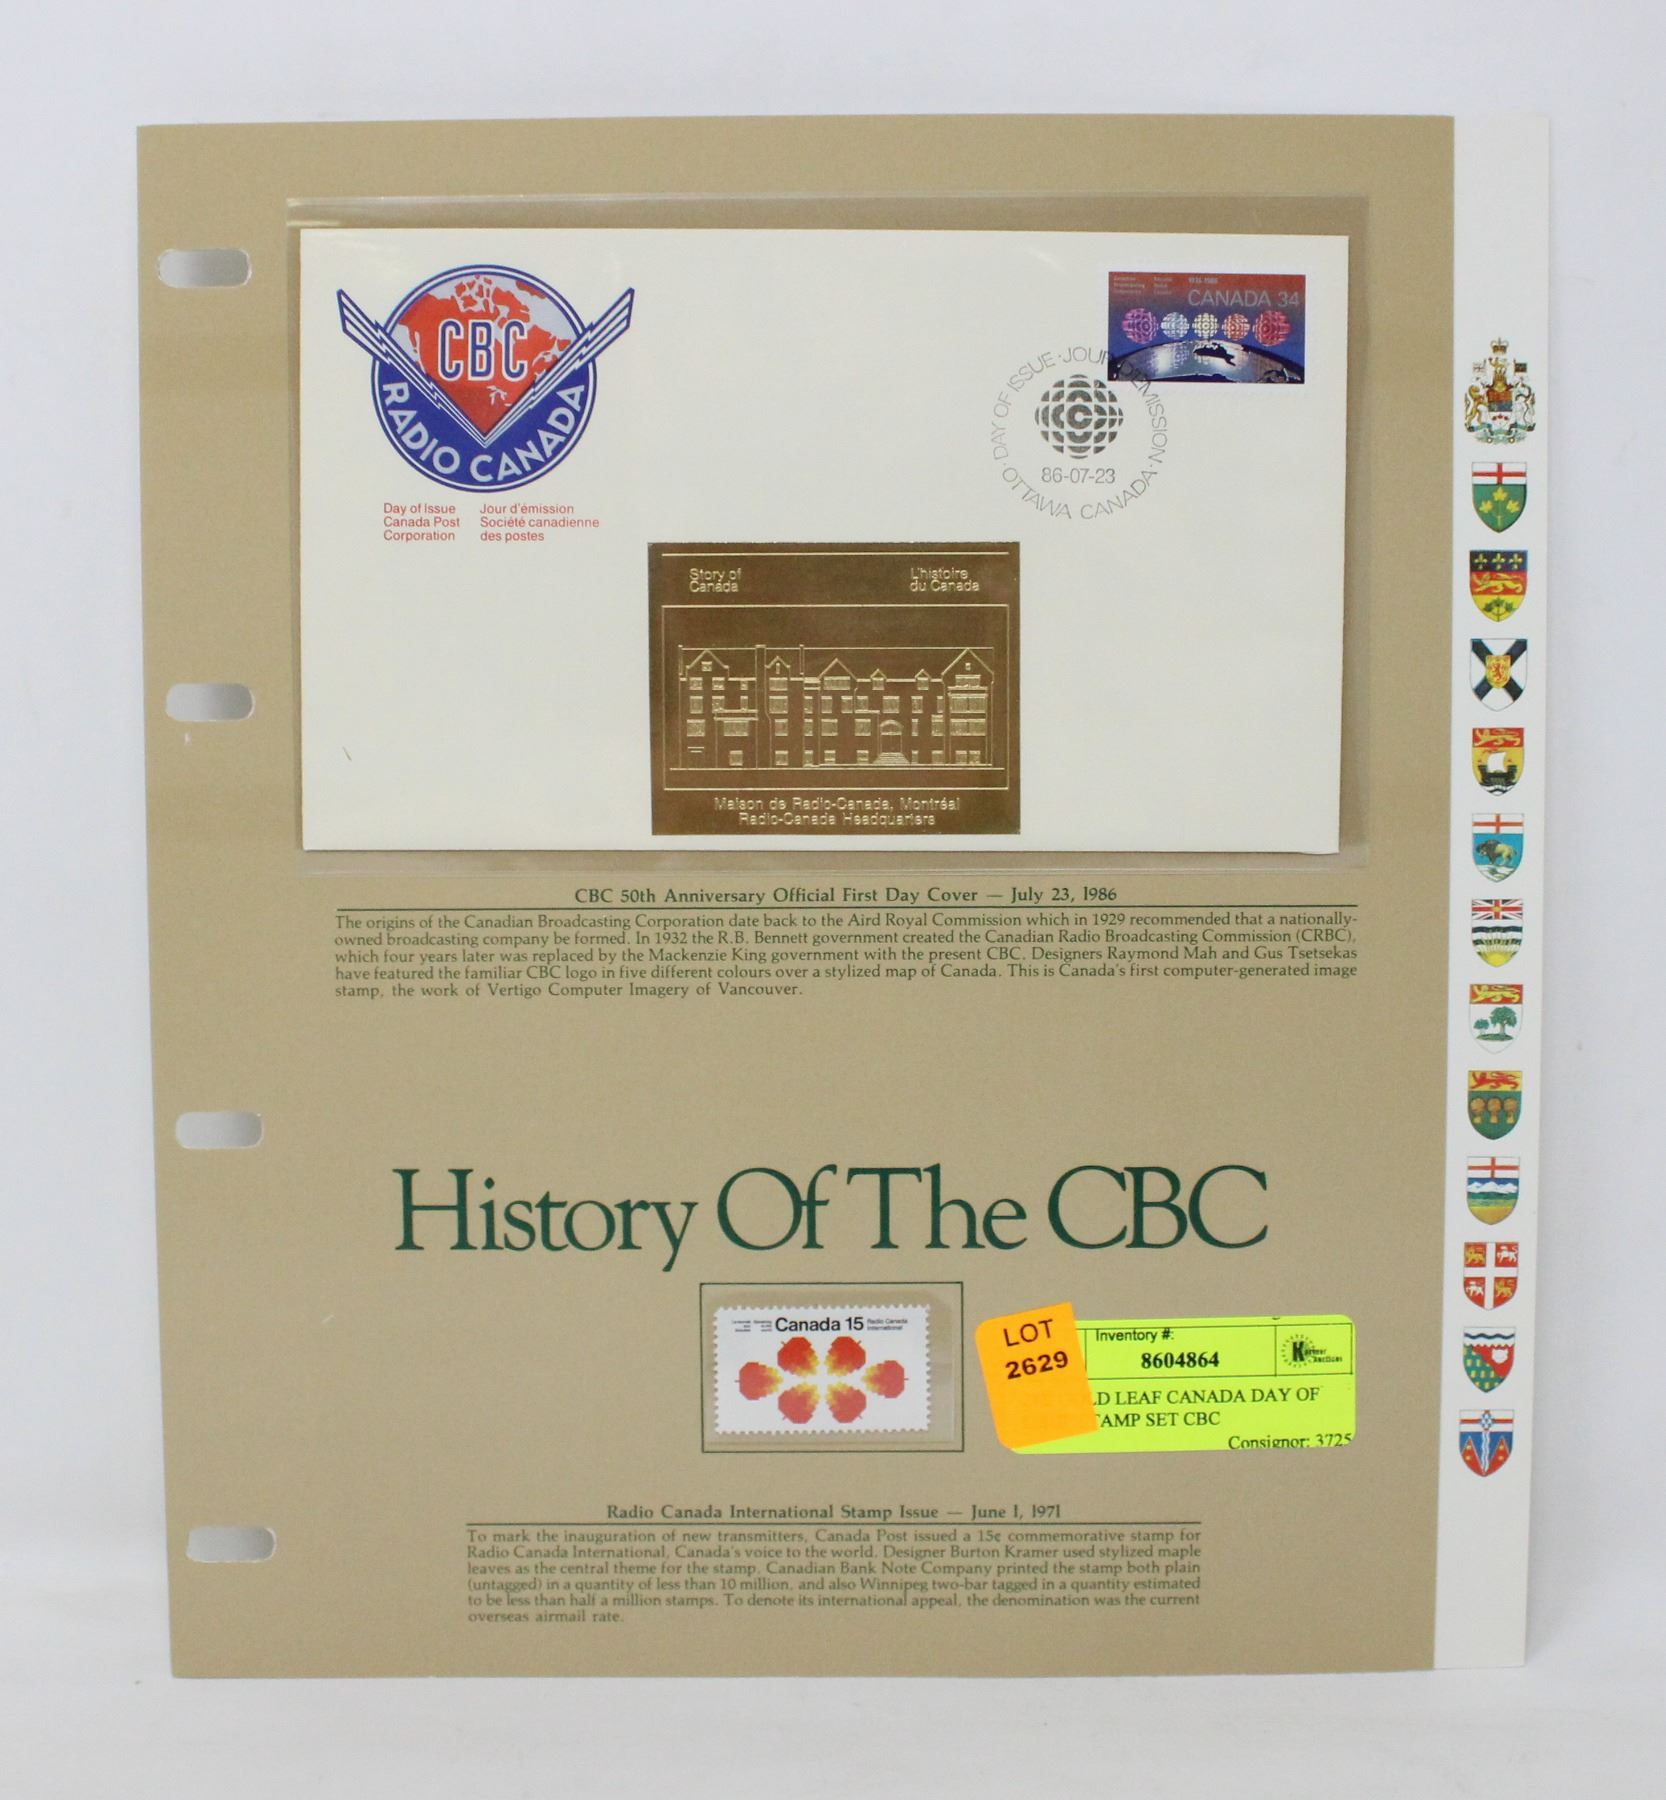 CBC
RADIO CANADA
Day of Issue
Canada Post
Corporation
Jour d'émission
Société canadienne
des postes
1936 1986
CANADA 34
DAY OF ISSUE · JOUR D'EMISSION · OTTAWA CANADA ·
86-07-23
Story of
Canada
L'histoire
du Canada
Maison de Radio-Canada, Montréal
Radio-Canada Headquarters
CBC 50th Anniversary Official First Day Cover — July 23, 1986
The origins of the Canadian Broadcasting Corporation date back to the Aird Royal Commission which in 1929 recommended that a nationally-
owned broadcasting company be formed. In 1932 the R.B. Bennett government created the Canadian Radio Broadcasting Commission (CRBC),
which four years later was replaced by the Mackenzie King government with the present CBC. Designers Raymond Mah and Gus Tsetsekas
have featured the familiar CBC logo in five different colours over a stylized map of Canada. This is Canada's first computer-generated image
stamp, the work of Vertigo Computer Imagery of Vancouver.
History Of The CBC
Canada 15
Radio Canada
International
LOT
2629
Inventory #:
8604864
LD LEAF CANADA DAY OF
TAMP SET CBC
Consignor: 3725
Radio Canada International Stamp Issue — June 1, 1971
To mark the inauguration of new transmitters, Canada Post issued a 15¢ commemorative stamp for
Radio Canada International, Canada's voice to the world. Designer Burton Kramer used stylized maple
leaves as the central theme for the stamp. Canadian Bank Note Company printed the stamp both plain
(untagged) in a quantity of less than 10 million, and also Winnipeg two-bar tagged in a quantity estimated
to be less than half a million stamps. To denote its international appeal, the denomination was the current
overseas airmail rate.